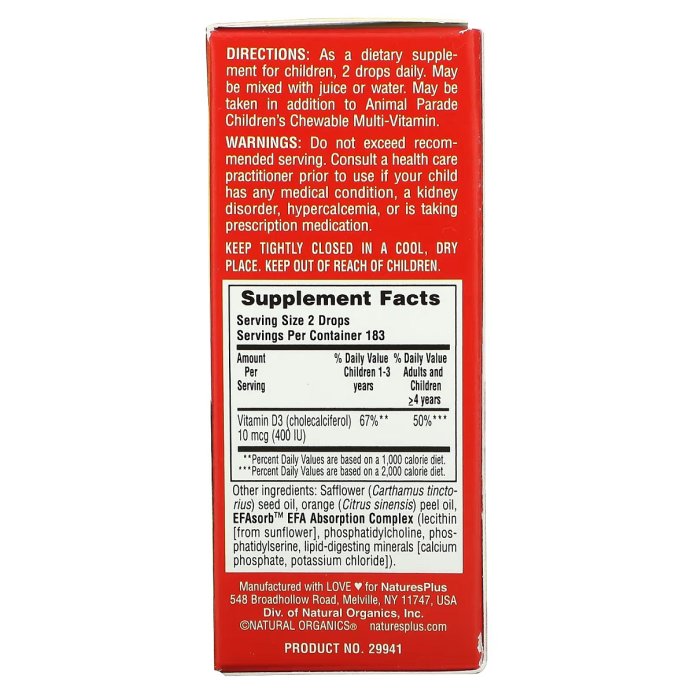 DIRECTIONS: As a dietary supple-
ment for children, 2 drops daily. May
be mixed with juice or water. May be
taken in addition to Animal Parade
Children's Chewable Multi-Vitamin.
WARNINGS: Do not exceed recom-
mended serving. Consult a health care
practitioner prior to use if your child
has any medical condition, a kidney
disorder, hypercalcemia, or is taking
prescription medication.
KEEP TIGHTLY CLOSED IN A COOL, DRY
PLACE. KEEP OUT OF REACH OF CHILDREN.
Supplement Facts
Serving Size 2 Drops
Servings Per Container 183
Amount % Daily Value % Daily Value
Per Children 1-3 Adults and
Serving years Children
≥4 years
Vitamin D3 (cholecalciferol) 67%** 50%***
10 mcg (400 IU)
**Percent Daily Values are based on a 1,000 calorie diet.
***Percent Daily Values are based on a 2,000 calorie diet.
Other ingredients: Safflower (Carthamus tincto-
rius) seed oil, orange (Citrus sinensis) peel oil,
EFAsorb™ EFA Absorption Complex (lecithin
[from sunflower], phosphatidylcholine, phos-
phatidylserine, lipid-digesting minerals [calcium
phosphate, potassium chloride]).
Manufactured with LOVE ♥ for NaturesPlus
548 Broadhollow Road, Melville, NY 11747, USA
Div. of Natural Organics, Inc.
©NATURAL ORGANICS® naturesplus.com
PRODUCT NO. 29941